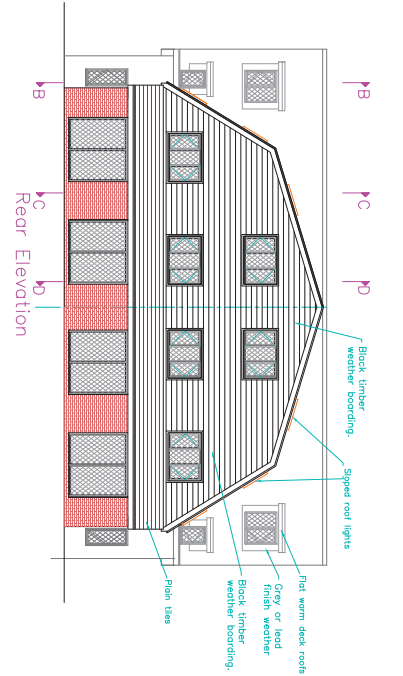 B
C
D
B
C
D
Rear Elevation
Black timber
weather boarding.
Sloped roof lights
Flat warm deck roofs
Grey or lead
finish weather
Black timber
weather boarding.
Plain tiles